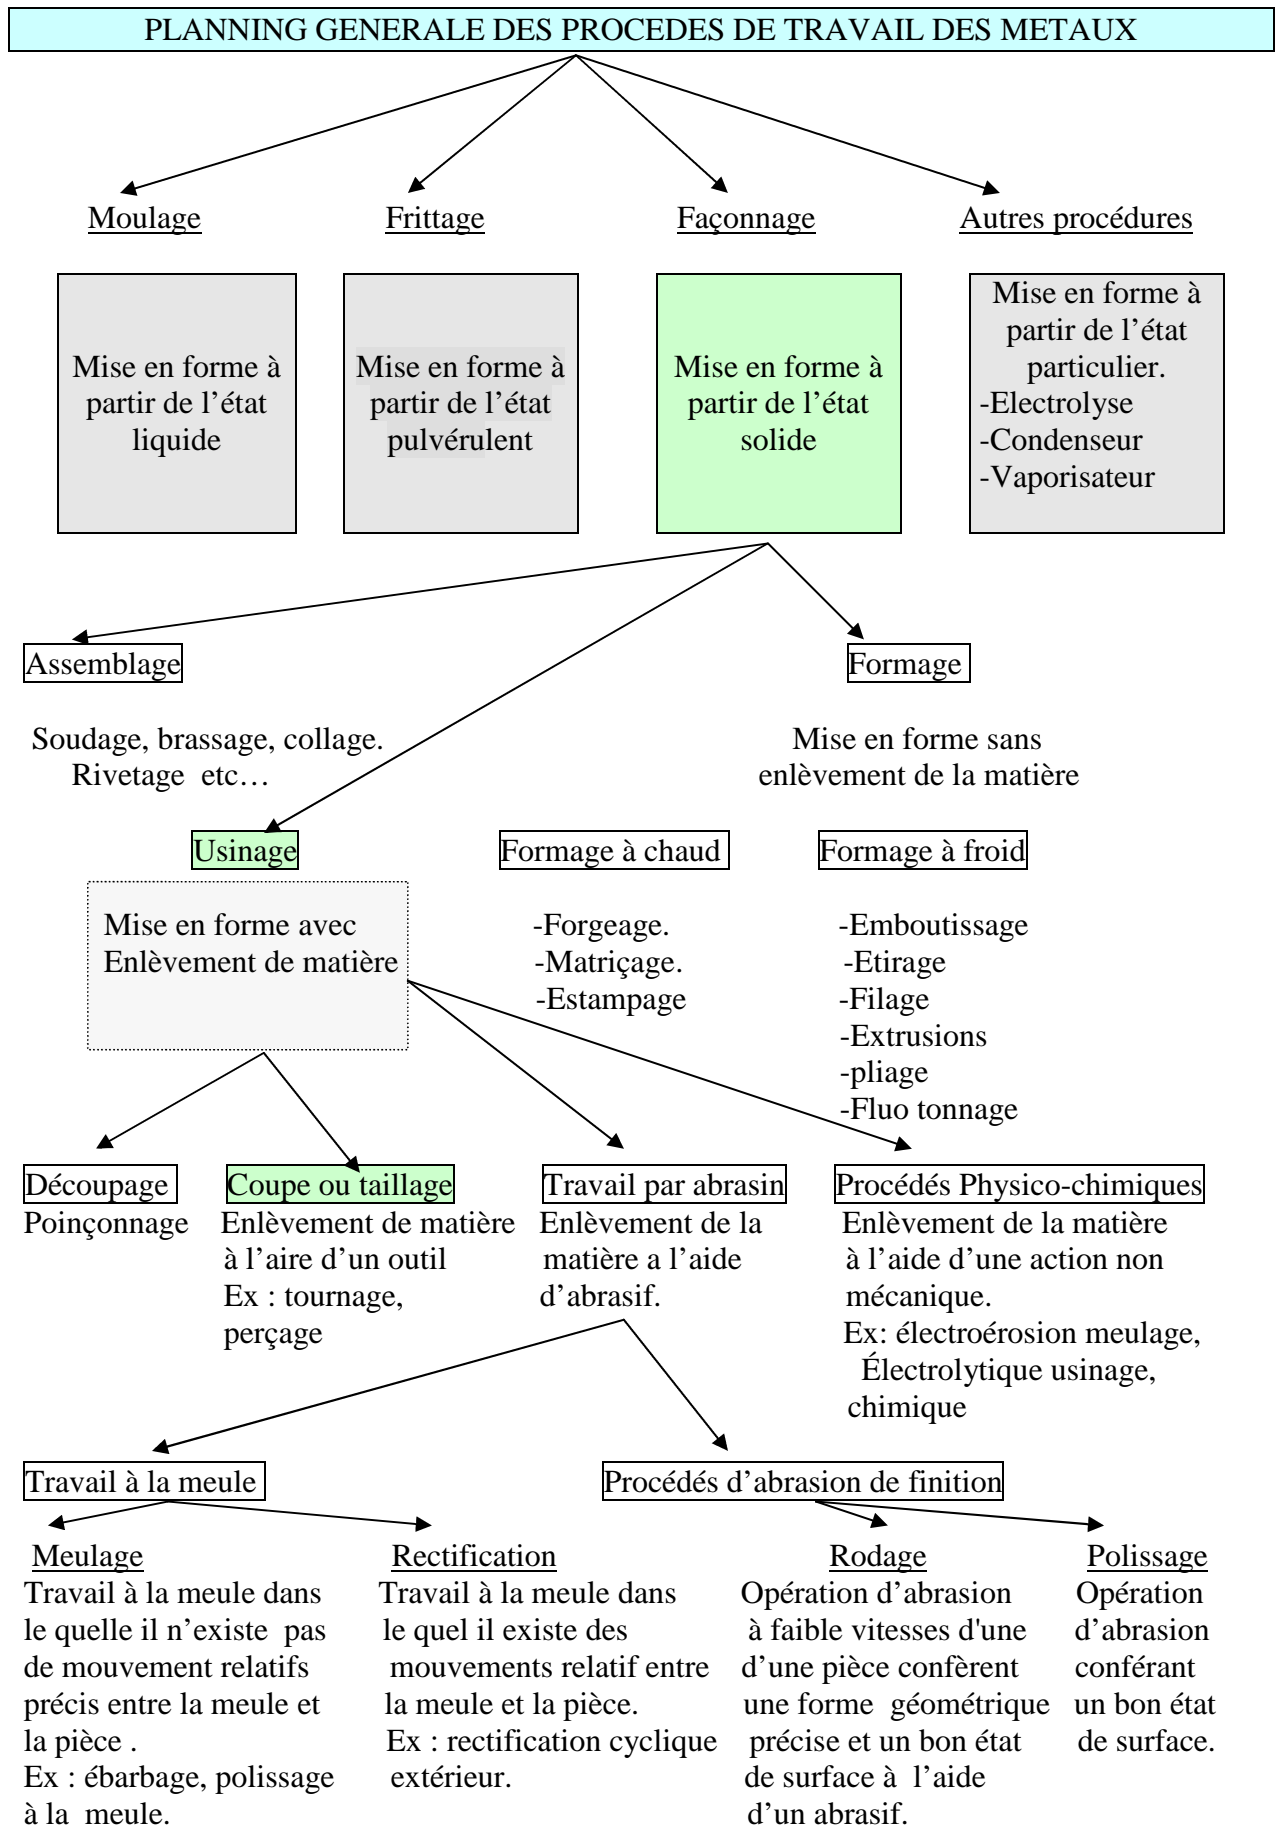 PLANNING GENERALE DES PROCEDES DE TRAVAIL DES METAUX
Moulage
Frittage
Façonnage
Autres procédures
Mise en forme à
partir de l’état
liquide
Mise en forme à
partir de l’état
pulvérulent
Mise en forme à
partir de l’état
solide
Mise en forme à
partir de l’état
particulier.
-Electrolyse
-Condenseur
-Vaporisateur
Assemblage
Soudage, brassage, collage.
Rivetage etc…
Formage
Mise en forme sans
enlèvement de la matière
Usinage
Mise en forme avec
Enlèvement de matière
Formage à chaud
-Forgeage.
-Matriçage.
-Estampage
Formage à froid
-Emboutissage
-Etirage
-Filage
-Extrusions
-pliage
-Fluo tonnage
Découpage
Poinçonnage
Coupe ou taillage
Enlèvement de matière
à l’aire d’un outil
Ex : tournage,
perçage
Travail par abrasin
Enlèvement de la
matière a l’aide
d’abrasif.
Procédés Physico-chimiques
Enlèvement de la matière
à l’aide d’une action non
mécanique.
Ex: électroérosion meulage,
Électrolytique usinage,
chimique
Travail à la meule
Procédés d’abrasion de finition
Meulage
Travail à la meule dans
le quelle il n’existe pas
de mouvement relatifs
précis entre la meule et
la pièce .
Ex : ébarbage, polissage
à la meule.
Rectification
Travail à la meule dans
le quel il existe des
mouvements relatif entre
la meule et la pièce.
Ex : rectification cyclique
extérieur.
Rodage
Opération d’abrasion
à faible vitesses d'une
d’une pièce confèrent
une forme géométrique
précise et un bon état
de surface à l’aide
d’un abrasif.
Polissage
Opération
d’abrasion
conférant
un bon état
de surface.